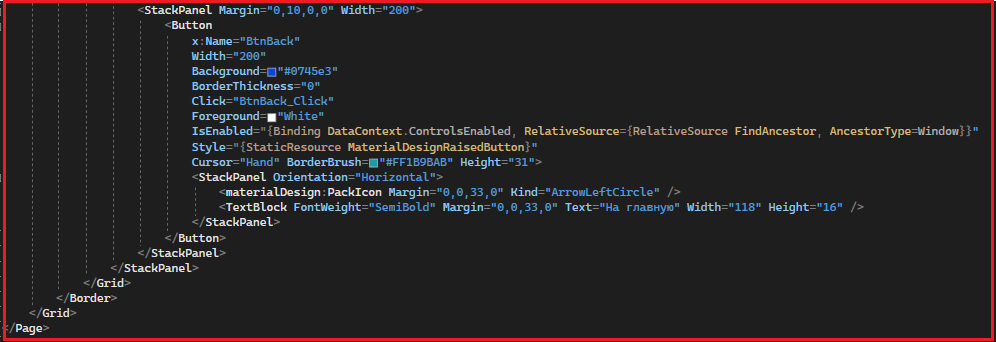 <StackPanel Margin="0,10,0,0" Width="200">
<Button
x:Name="BtnBack"
Width="200"
Background="#0745e3"
BorderThickness="0"
Click="BtnBack_Click"
Foreground="White"
IsEnabled="{Binding DataContext.ControlsEnabled, RelativeSource={RelativeSource FindAncestor, AncestorType=Window}}"
Style="{StaticResource MaterialDesignRaisedButton}"
Cursor="Hand" BorderBrush="#FF1B9BAB" Height="31">
<StackPanel Orientation="Horizontal">
<materialDesign:PackIcon Margin="0,0,33,0" Kind="ArrowLeftCircle" />
<TextBlock FontWeight="SemiBold" Margin="0,0,33,0" Text="На главную" Width="118" Height="16" />
</StackPanel>
</Button>
</StackPanel>
</StackPanel>
</Grid>
</Border>
</Grid>
</Page>